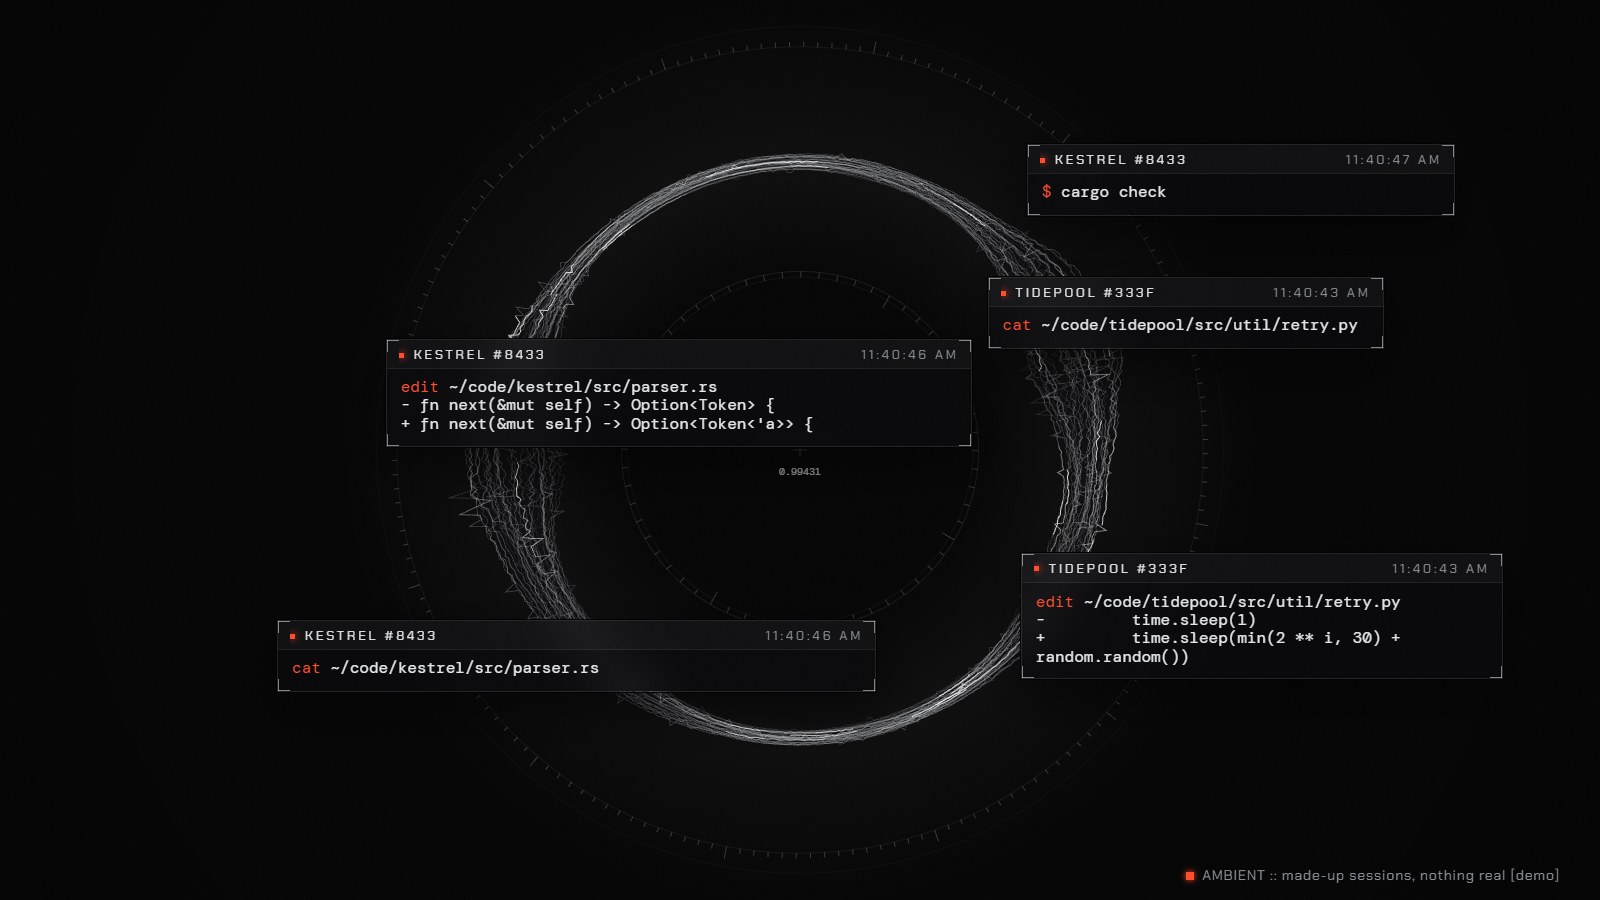 KESTREL #8433 11:40:47 AM
$ cargo check
TIDEPOOL #333F 11:40:43 AM
cat ~/code/tidepool/src/util/retry.py
KESTREL #8433 11:40:46 AM
edit ~/code/kestrel/src/parser.rs
- fn next(&mut self) -> Option<Token> {
+ fn next(&mut self) -> Option<Token<'a>> {
0.99431
TIDEPOOL #333F 11:40:43 AM
edit ~/code/tidepool/src/util/retry.py
-         time.sleep(1)
+         time.sleep(min(2 ** i, 30) +
random.random())
KESTREL #8433 11:40:46 AM
cat ~/code/kestrel/src/parser.rs
AMBIENT :: made-up sessions, nothing real [demo]